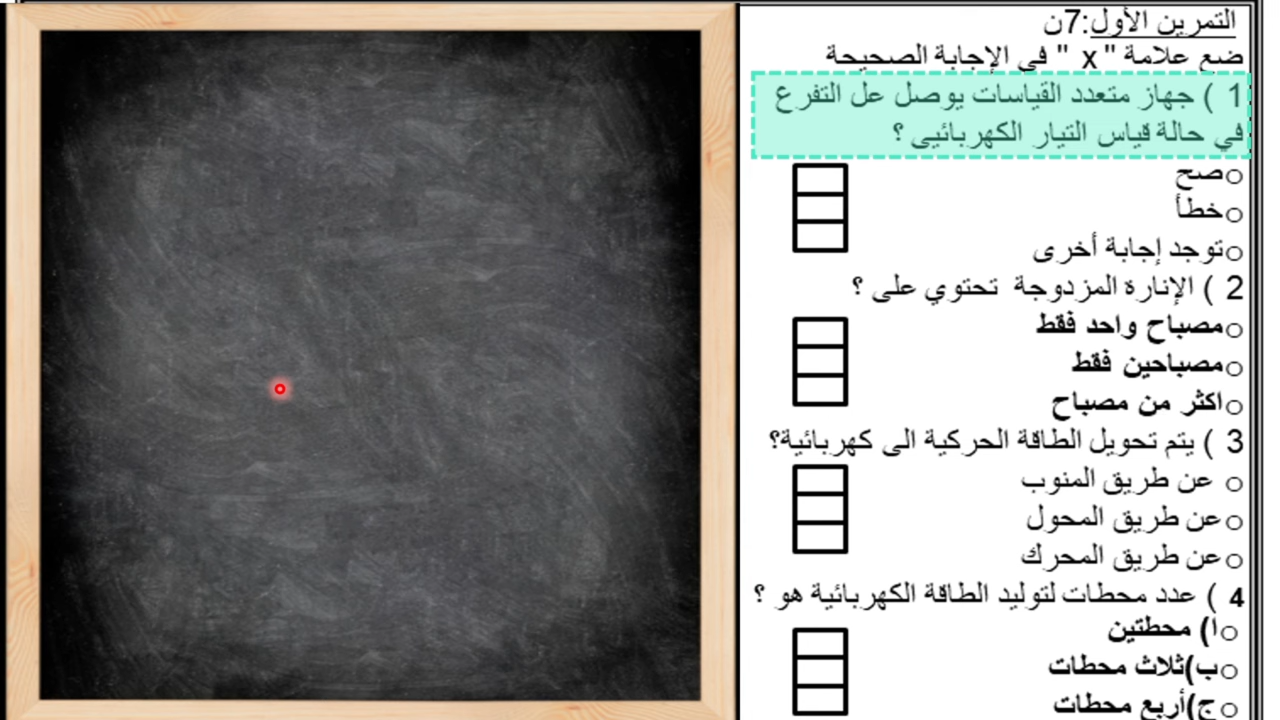 التمرين الأول:7ن
ضع علامة " x " في الإجابة الصحيحة
1 ) جهاز متعدد القياسات يوصل عل التفرع
في حالة قياس التيار الكهربائي ؟
○صح
○خطأ
○توجد إجابة أخرى
2 ) الإنارة المزدوجة تحتوي على ؟
○مصباح واحد فقط
○مصباحين فقط
○اكثر من مصباح
3 ) يتم تحويل الطاقة الحركية الى كهربائية؟
○ عن طريق المنوب
○عن طريق المحول
○عن طريق المحرك
4 ) عدد محطات لتوليد الطاقة الكهربائية هو ؟
○ا) محطتين
○ب)ثلاث محطات
○ج)أربع محطات